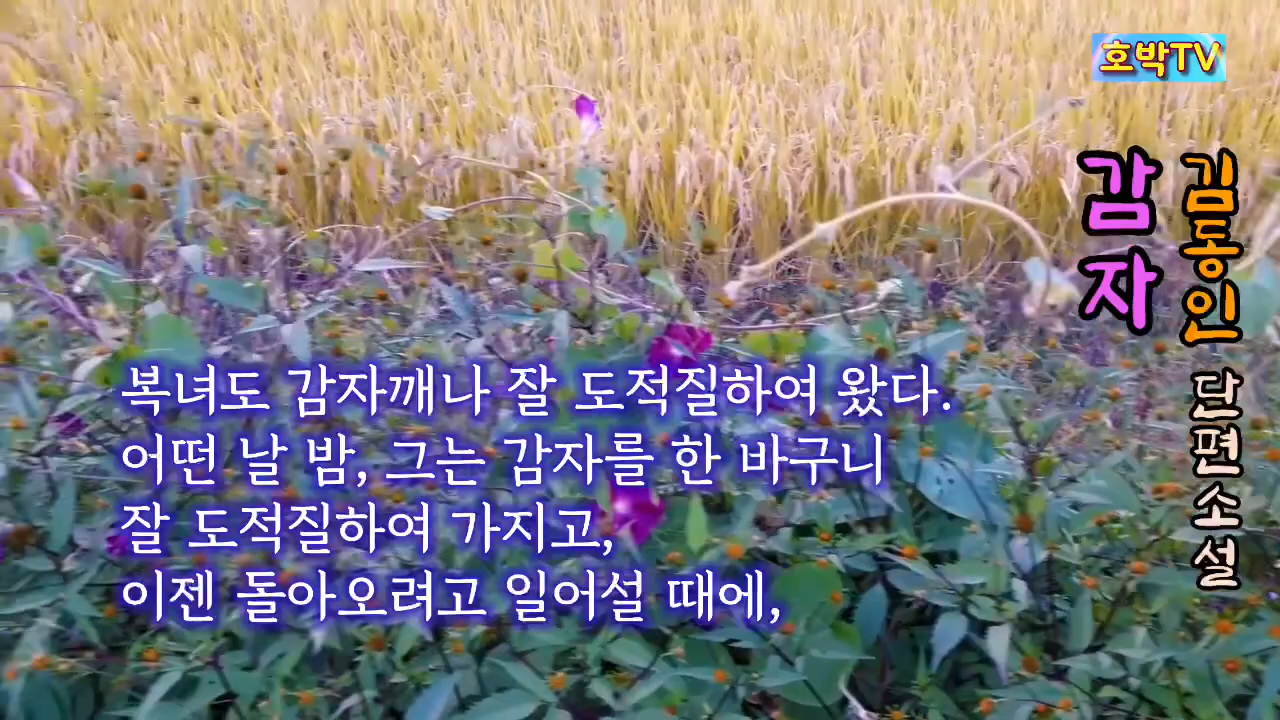 호박TV
감자
김동인 단편소설
복녀도 감자깨나 잘 도적질하여 왔다.
어떤 날 밤, 그는 감자를 한 바구니
잘 도적질하여 가지고,
이젠 돌아오려고 일어설 때에,